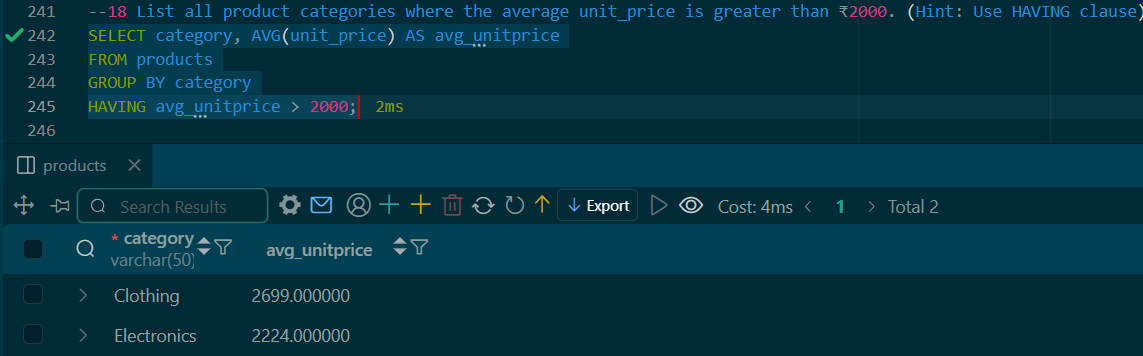 241 --18 List all product categories where the average unit_price is greater than ₹2000. (Hint: Use HAVING clause)
242 SELECT category, AVG(unit_price) AS avg_unitprice
243 FROM products
244 GROUP BY category
245 HAVING avg_unitprice > 2000; 2ms
246
products
Search Results Export Cost: 4ms 1 Total 2
* category avg_unitprice
varchar(50)
Clothing 2699.000000
Electronics 2224.000000